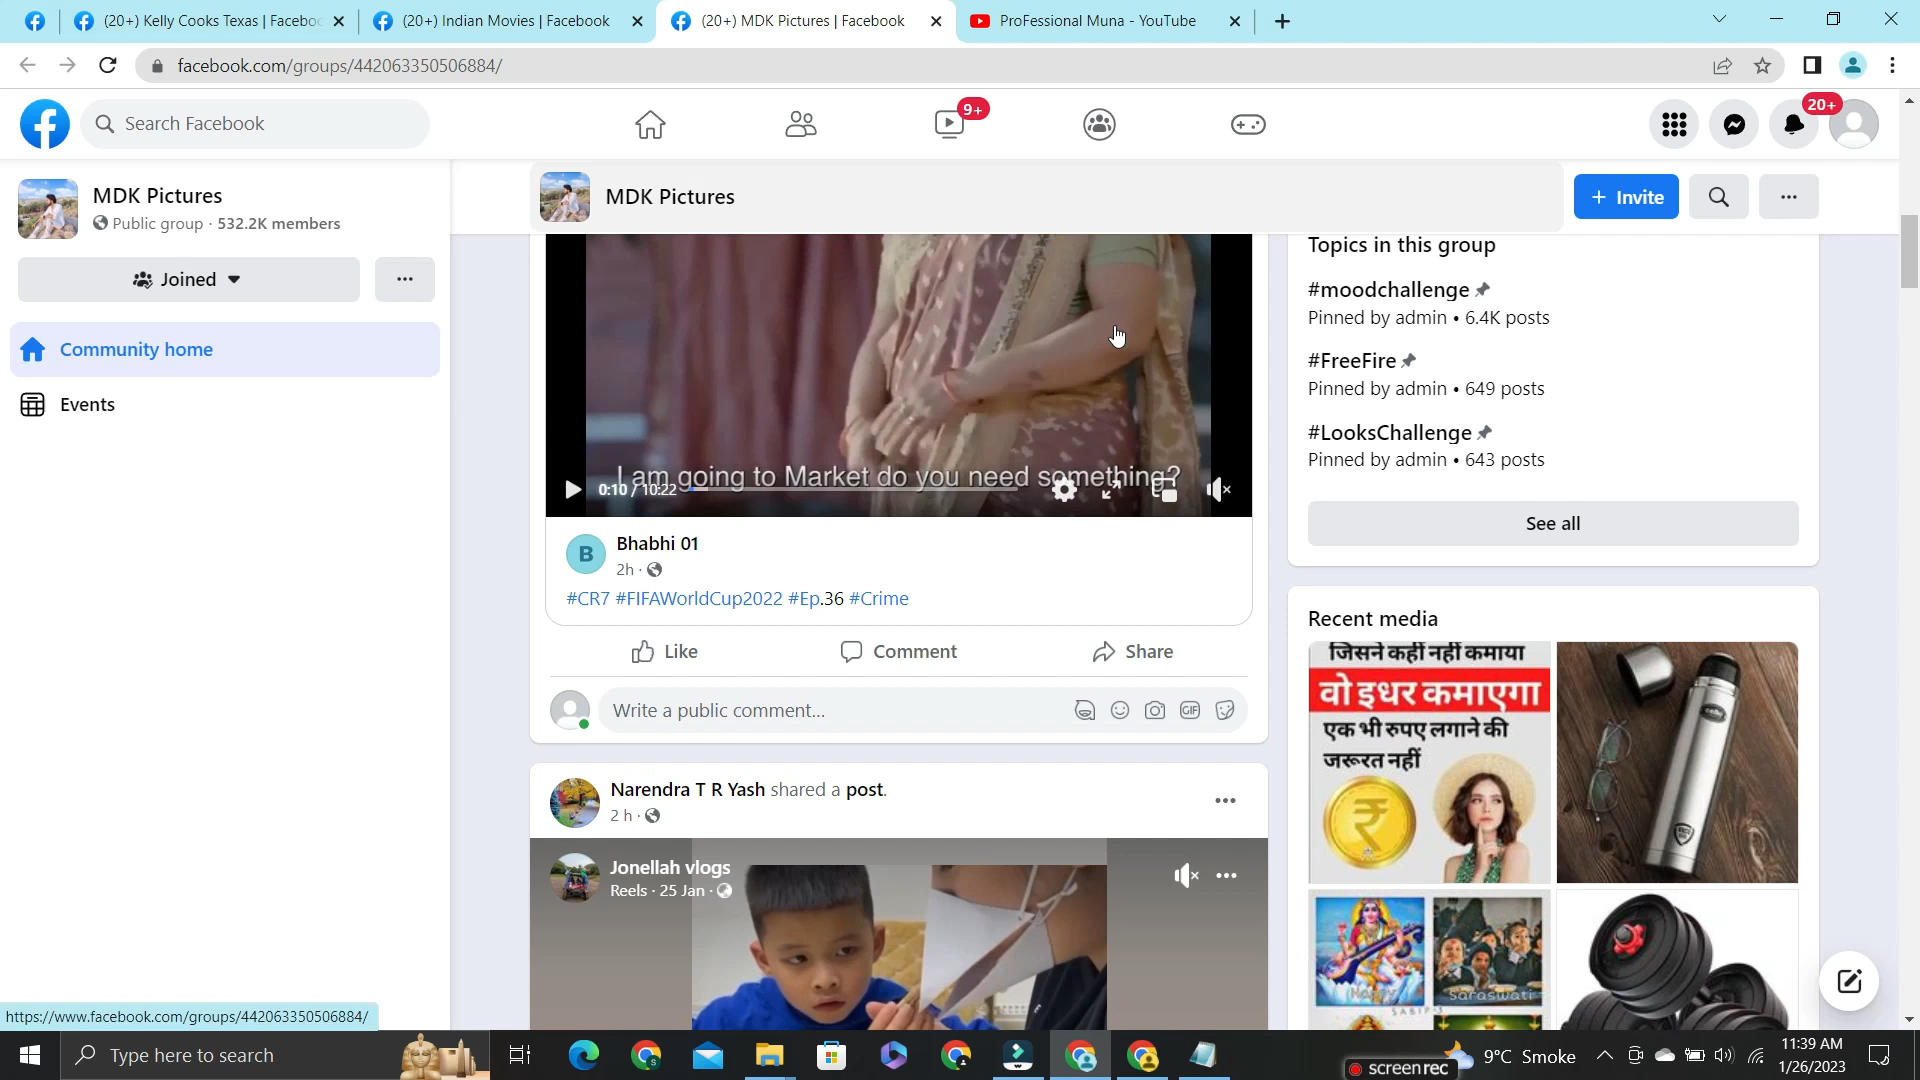 (20+) Kelly Cooks Texas | Faceboo
(20+) Indian Movies | Facebook
(20+) MDK Pictures | Facebook
ProFessional Muna - YouTube
facebook.com/groups/442063350506884/
Search Facebook
9+
20+
MDK Pictures
Public group · 532.2K members
Joined
Community home
Events
MDK Pictures
+ Invite
I am going to Market do you need something?
0:10 / 10:22
B
Bhabhi 01
2h ·
#CR7 #FIFAWorldCup2022 #Ep.36 #Crime
Like
Comment
Share
Write a public comment...
GIF
Narendra T R Yash shared a post.
2 h ·
Jonellah vlogs
Reels · 25 Jan ·
Topics in this group
#moodchallenge
Pinned by admin • 6.4K posts
#FreeFire
Pinned by admin • 649 posts
#LooksChallenge
Pinned by admin • 643 posts
See all
Recent media
जिसने कहीं नहीं कमाया
वो इधर कमाएगा
एक भी रुपए लगाने की
जरूरत नहीं
₹
Happy
Saraswati
https://www.facebook.com/groups/442063350506884/
Type here to search
screenrec
9°C Smoke
11:39 AM
1/26/2023